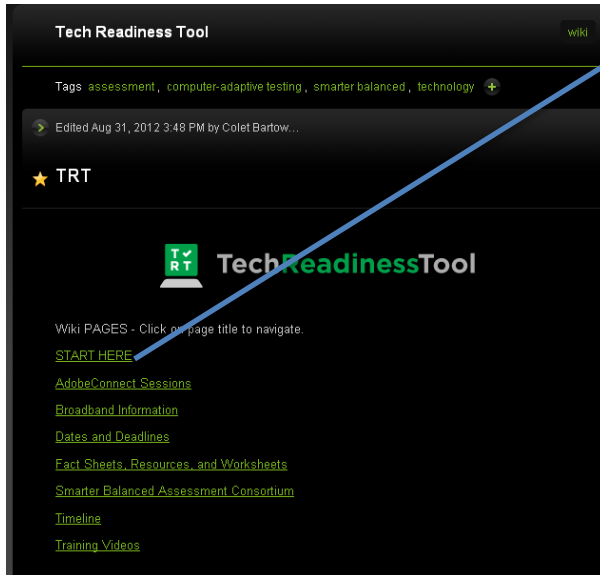 Tech Readiness Tool
wiki
Tags assessment, computer-adaptive testing, smarter balanced, technology +
Edited Aug 31, 2012 3:48 PM by Colet Bartow...
TRT
T✓
RT
TechReadinessTool
Wiki PAGES - Click on page title to navigate.
START HERE
AdobeConnect Sessions
Broadband Information
Dates and Deadlines
Fact Sheets, Resources, and Worksheets
Smarter Balanced Assessment Consortium
Timeline
Training Videos